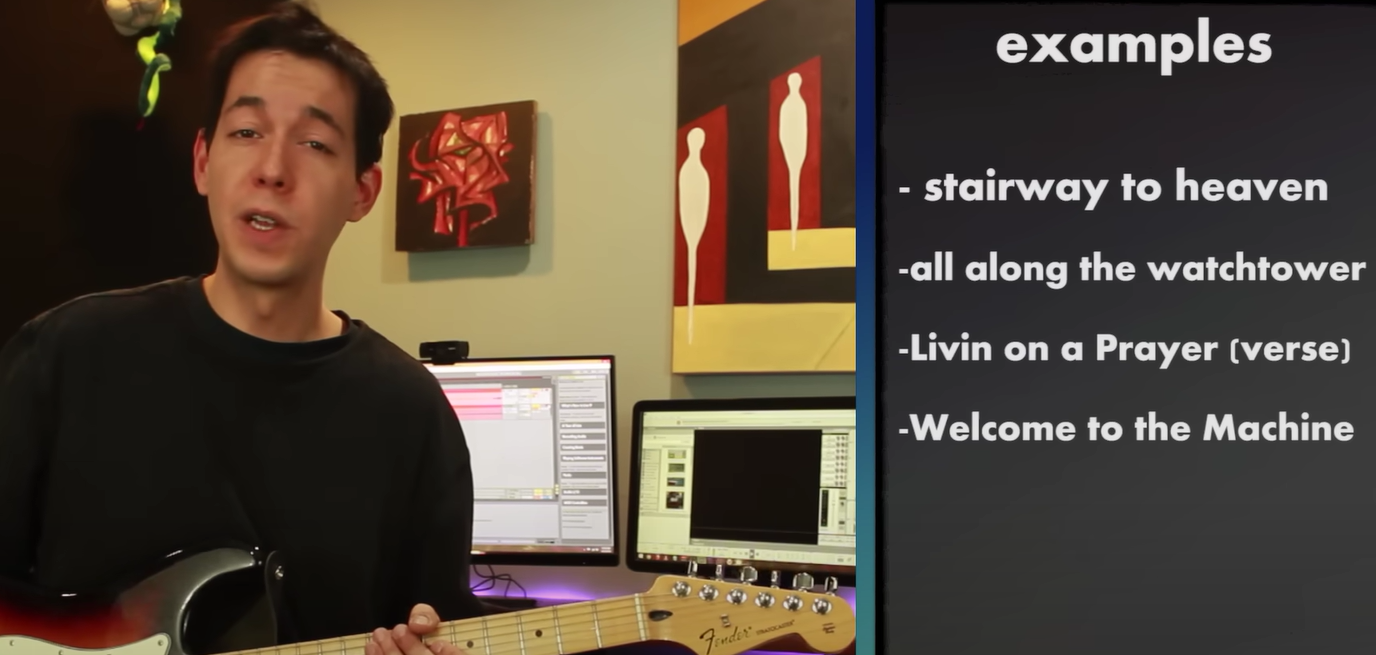 examples
- stairway to heaven
-all along the watchtower
-Livin on a Prayer (verse)
-Welcome to the Machine
Fender
STRATOCASTER